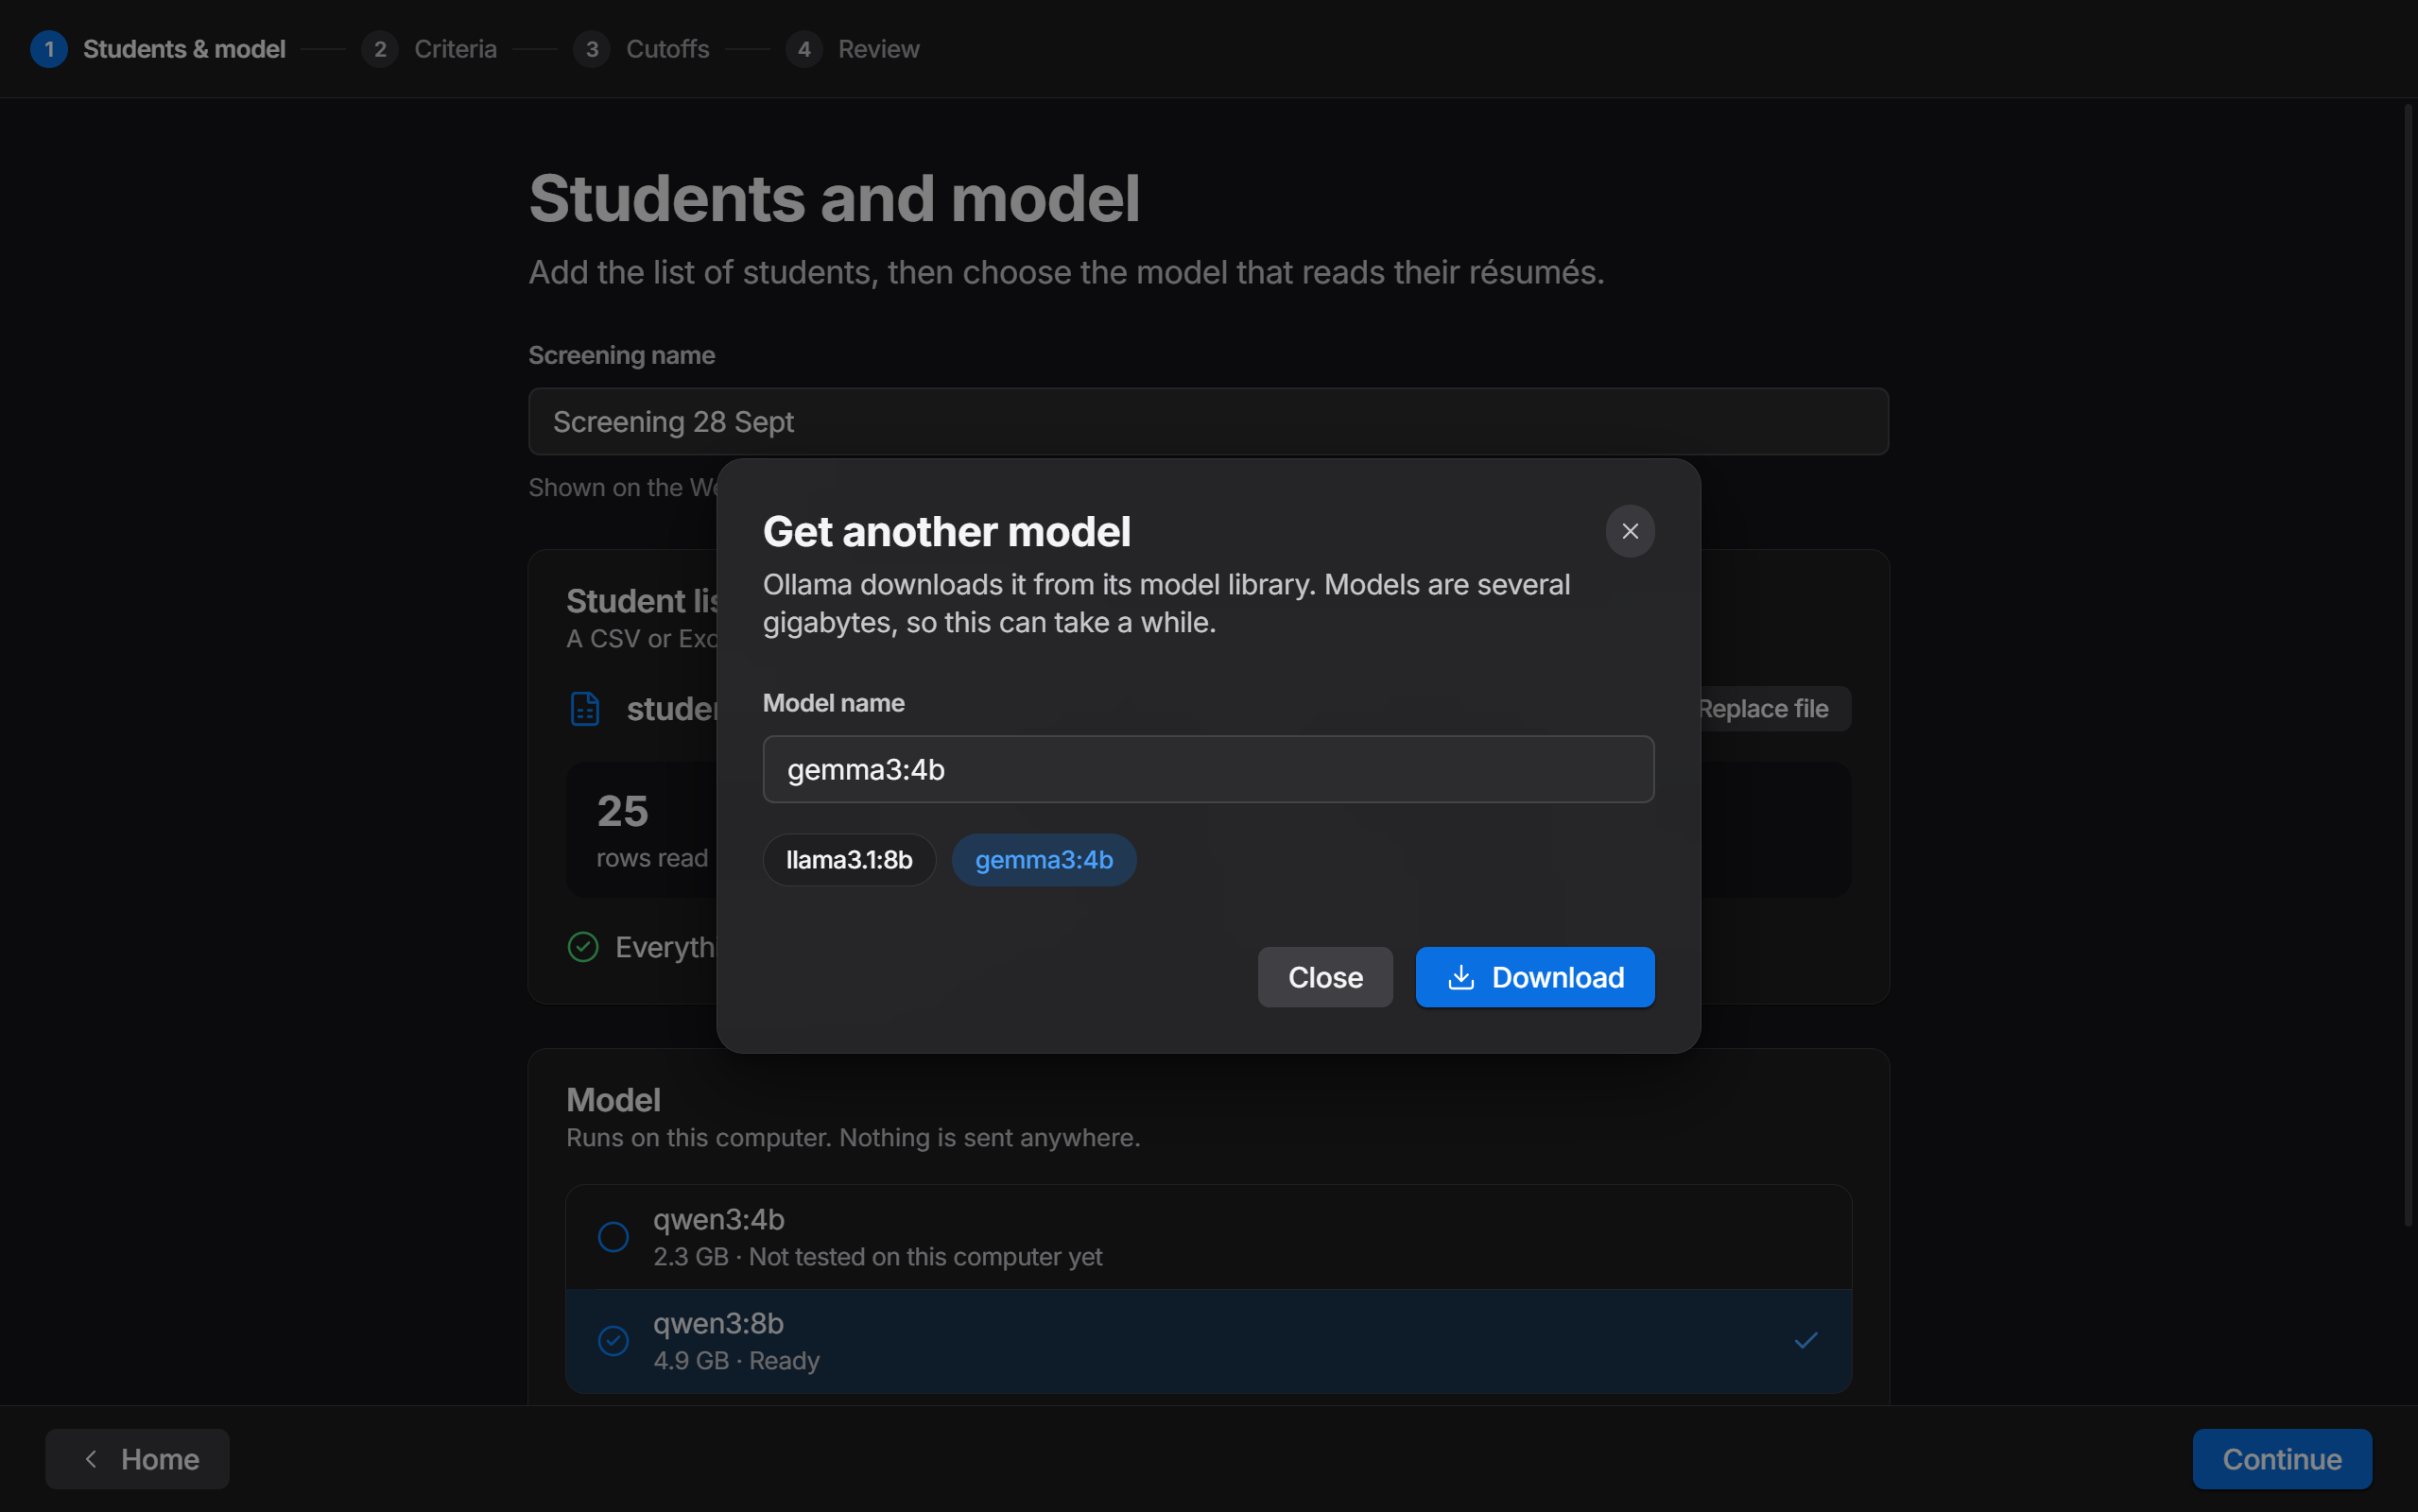 1 Students & model 2 Criteria 3 Cutoffs 4 Review
Students and model
Add the list of students, then choose the model that reads their résumés.
Screening name
Screening 28 Sept
Shown on the
Get another model
Ollama downloads it from its model library. Models are several
gigabytes, so this can take a while.
Model name
gemma3:4b
llama3.1:8b gemma3:4b
Close Download
Student
A CSV or
Replace file
25
rows read
Model
Runs on this computer. Nothing is sent anywhere.
qwen3:4b
2.3 GB · Not tested on this computer yet
qwen3:8b
4.9 GB · Ready
Home Continue